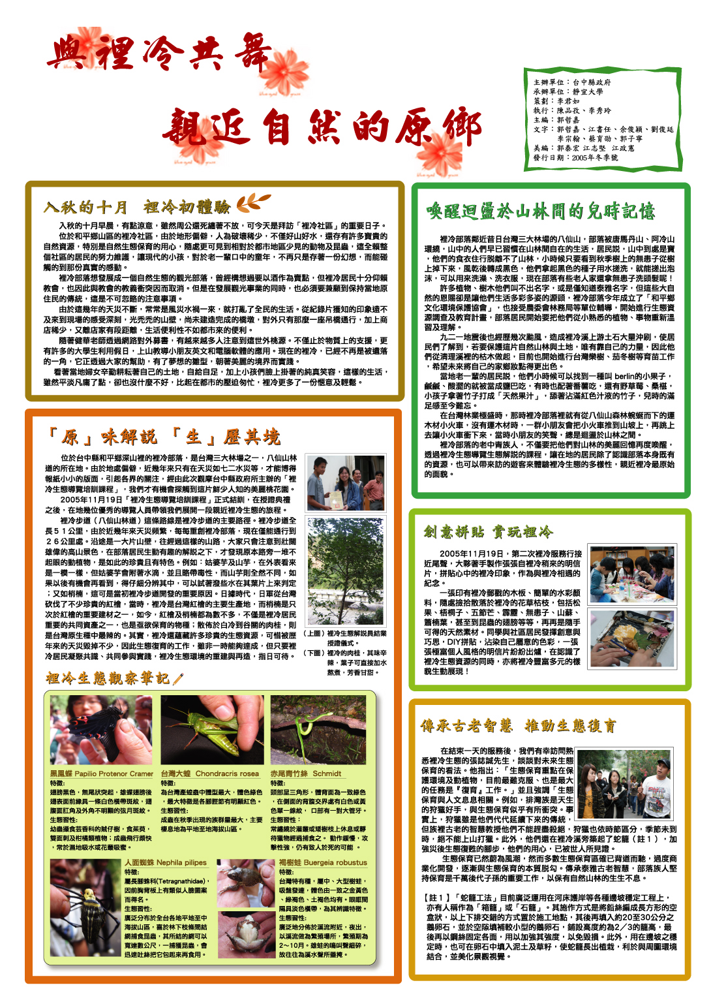 與裡冷共舞
親近自然的原鄉
主辦單位：台中縣政府
承辦單位：靜宜大學
策劃：李君如
執行：陳品孜、李秀玲
主編：郭哲嘉
文字：郭哲嘉、江書任、余俊穎、劉俊廷
李宗翰、蔡育劭、郭子寧
美編：郭泰宏 江志堅 江政憲
發行日期：2005年冬季號
入秋的十月 裡冷初體驗
入秋的十月早晨，有點涼意，雖然周公還死纏著不放，可今天是拜訪「裡冷社區」的重要日子。
位於和平鄉山區的裡冷社區，由於地形偏僻，人為破壞稀少，不僅好山好水，還存有許多寶貴的
自然資源，特別是自然生態保育的用心，隨處更可見到相對於都市地區少見的動物及昆蟲，這全賴整
個社區的居民的努力維護，讓現代的小孩，對於老一輩口中的童年，不再只是存著一份幻想，而能碰
觸的到那份真實的感動。
裡冷部落想發展成一個自然生態的觀光部落，曾經構想過要以酒作為賣點，但裡冷居民十分仰賴
教會，也因此與教會的教義衝突因而取消。但是在發展觀光事業的同時，也必須要兼顧到保持當地原
住民的傳統，這是不可忽略的注意事項。
由於這幾年的天災不斷，常常是風災水禍一來，就打亂了全民的生活。從紀錄片獲知的印象遠不
及來到現場的感受深刻，光禿禿的山壁，尚未建造完成的橋墩，對外只有那麼一座吊橋通行，加上商
店稀少，又離店家有段距離，生活便利性不如都市來的便利。
隨著健華老師透過網路對外募書，有越來越多人注意到這世外桃源。不僅止於物質上的支援，更
有許多的大學生利用假日，上山教導小朋友英文和電腦軟體的應用。現在的裡冷，已經不再是被遺落
的一角，它正透過大家的幫助，有了夢想的雛型，朝著美麗的境界而實踐。
看著當地婦女辛勤耕耘著自己的土地，自給自足，加上小孩們臉上掛著的純真笑容，這樣的生活，
雖然平淡凡庸了點，卻也沒什麼不好，比起在都市的壓迫匆忙，裡冷更多了一份愜意及輕鬆。
喚醒迴盪於山林間的兒時記憶
裡冷部落鄰近昔日台灣三大林場的八仙山，部落被唐馬丹山、阿冷山
環繞，山中的人們早已習慣在山林間自在的生活，居民說，山中到處是寶
，他們的食衣住行脫離不了山林，小時候只要看到秋季樹上的無患子從樹
上掉下來，風乾後轉成黑色，他們拿起黑色的種子用水搓洗，就能搓出泡
沫，可以用來洗澡、洗衣服，現在部落有些老人家還拿無患子洗頭髮呢！
許多植物、樹木他們叫不出名字，或是僅知道泰雅名字，但這些大自
然的恩賜卻是讓他們生活多彩多姿的源頭，裡冷部落今年成立了「和平鄉
文化環境保護協會」，也接受農委會林務局等單位輔導，開始進行生態資
源調查及教育計畫，部落居民開始要把他們從小熟悉的植物、事物重新溫
習及理解。
九二一地震後也經歷幾次颱風，造成裡冷溪上游土石大量沖刷，使居
民們了解到，若要保護這片自然山林與土地，唯有靠自己的力量，因此他
們從清理溪裡的枯木做起，目前也開始進行台灣欒樹、茄冬樹等育苗工作
，希望未來將自己的家鄉妝點得更出色。
當地老一輩的居民說，他們小時候可以找到一種叫 berlin的小果子，
鹹鹹、酸澀的就被當成鹽巴吃，有時也配著番薯吃，還有野草莓、桑椹，
小孩子拿著竹子打成「天然果汁」，舔著沾滿紅色汁液的竹子，兒時的滿
足感至今難忘。
在台灣林業極盛時，那時裡冷部落裡就有從八仙山森林蜿蜒而下的運
木材小火車，沒有運木材時，一群小朋友會把小火車推到山坡上，再跳上
去讓小火車衝下來，當時小朋友的笑聲，總是迴盪於山林之間。
裡冷部落的老中青族人，不僅要把他們對山林的美麗回憶再度喚醒，
透過裡冷生態導覽生態解說的課程，讓在地的居民除了認識部落本身既有
的資源，也可以帶來訪的遊客來體驗裡冷生態的多樣性，親近裡冷最原始
的面貌。
「原」味解説 「生」歷其境
位於台中縣和平鄉深山裡的裡冷部落，是台灣三大林場之一，八仙山林
道的所在地。由於地處偏僻，近幾年來只有在天災如七二水災等，才能博得
報紙小小的版面，引起各界的關注，經由此次觀摩台中縣政府所主辦的「裡
冷生態導覽培訓課程」，我們才有機會探觸到這片鮮少人知的美麗桃花園。
2005年11月19日「裡冷生態導覽培訓課程」正式結訓，在授證典禮
之後，在地幾位優秀的導覽人員帶領我們展開一段親近裡冷生態的旅程。
裡冷步道（八仙山林道）這條路線是裡冷步道的主要路徑。裡冷步道全
長５１公里，由於近幾年來天災頻繁，每每重創裡冷部落，現在僅能通行到
２６公里處。沿途是一大片山壁，往經過這樣的山路，大家只會注意到壯闊
雄偉的高山景色，在部落居民生動有趣的解說之下，才發現原本路旁一堆不
起眼的動植物，是如此的珍貴且有特色。例如：姑婆芋及山芋，在外表看來
是一模一樣，但姑婆芋會附著水滴，並且略帶毒性，而山芋則全然不同，如
果以後有機會再看到，得仔細分辨其中，可以試著潑些水在其葉片上來判定
；又如梢楠，這可是當初裡冷步道開發的重要原因。日據時代，日軍從台灣
砍伐了不少珍貴的紅檜，當時，裡冷是台灣紅檜的主要生產地，而梢楠是只
次於紅檜的重要建材之一，如今，紅檜及梢楠都為數不多，不僅是裡冷居民
重要的共同資產之一，也是亟欲保育的物種；散佈於白冷到谷關的肉桂，則
是台灣原生種中最辣的。其實，裡冷還蘊藏許多珍貴的生態資源，可惜被歷
年來的天災毀掉不少，因此生態復育的工作，雖非一時能夠達成，但只要裡
冷居民凝聚共識、共同參與實踐，裡冷生態環境的重建與再造，指日可待。
（上圖）裡冷生態解說員結業
授證儀式。
（下圖）裡冷的肉桂，其味辛
辣，葉子可直接加水
熬煮，芳香甘甜。
裡冷生態觀察筆記
黑鳳蝶 Papilio Protenor Cramer
特徵:
翅膀黑色，無尾狀突起，雄蝶翅膀後
翅表面前緣具一條白色橫帶斑紋，翅
腹面肛角及外角不明顯的弦月斑紋。
生態習性:
幼蟲攝食芸香科的賊仔樹，食茱萸，
雙面刺及柑橘類植物；成蟲飛行頗快
，常於濕地吸水或花叢吸蜜。
台灣大蝗 Chondracris rosea
特徵:
為台灣產蝗蟲中體型最大，體色綠色
，最大特徵是各腳脛節有明顯紅色。
生態習性:
成蟲在秋季出現的族群量最大，主要
棲息地為平地至地海拔山區。
赤尾青竹絲 Schmidt
特徵:
頭部呈三角形，體背面為一致綠色
，在側面的背腹交界處有白色或黃
色單一線紋， 口部有一對大管牙。
生態習性：
常纏繞於灌叢或矮樹枝上休息或靜
待獵物經過捕食之。 動作緩慢，攻
擊性強，仍有致人於死的可能 。
人面蜘蛛 Nephila pilipes
特徵:
屬長腳蛛科(Tetragnathidae)，
因前胸背板上有類似人臉圖案
而得名。
生態習性:
廣泛分布於全台各地平地至中
海拔山區，喜於林下枝條間結
網捕食昆蟲，其所結的網可以
寬達數公尺，一捕獲昆蟲，會
迅速吐絲把它包起來再食用。
褐樹蛙 Buergeria robustus
特徵:
台灣特有種，屬中、大型樹蛙，
吸盤發達，體色由一致之金黃色
、綠褐色、土褐色均有。眼眶間
隔具淡色橫帶，為其辨識特徵。
生態習性:
廣泛地分佈於溪流附近，夜出，
以溪流做為繁殖場所，繁殖期為
2～10月。雄蛙的鳴叫聲細碎，
故往往為溪水聲所蓋掩。
創意拼貼 賞玩裡冷
2005年11月19日，第二次裡冷服務行接
近尾聲，大夥著手製作張張自裡冷稍來的明信
片，拼貼心中的裡冷印象，作為與裡冷相遇的
紀念。
一張印有裡冷郵戳的木板、簡單的水彩顏
料，隨處撿拾散落於裡冷的花草枯枝，包括松
果、梧桐子、五節芒、霹靂、無患子、山蘇、
簫楠葉，甚至到昆蟲的翅膀等等，再再是隨手
可得的天然素材。同學與社區居民發揮創意與
巧思，DIY拼貼，沾染自己屬意的色彩，一張
張極富個人風格的明信片紛紛出爐，在認識了
裡冷生態資源的同時，亦將裡冷豐富多元的樣
貌生動展現！
傳承古老智慧 推動生態復育
在結束一天的服務後，我們有幸訪問熟
悉裡冷生態的張誌誠先生，談談對未來生態
保育的看法。他指出：「生態保育重點在保
護環境及動植物，目前最難克服、也是最大
的任務是『復育』工作。」並且強調「生態
保育與人文息息相關。例如，排灣族是天生
的狩獵好手，與生態保育似乎有所衝突。事
實上，狩獵雖是他們代代延續下來的傳統，
但族裡古老的智慧教授他們不能趕盡殺絕，狩獵也依時節區分，季節未到
時，絕不能上山打獵。此外，他們還在裡冷溪旁築起了蛇籠（註１），加
強災後生態復甦的腳步，他們的用心，已被世人所見證。
生態保育已然蔚為風潮，然而多數生態保育區確已背道而馳，過度商
業化開發，逐漸與生態保育的本質脱勾。傳承泰雅古老智慧，部落族人堅
持保育是千萬後代子孫的重要工作，以保有自然山林的生生不息。
【註１】「蛇籠工法」目前廣泛運用在河床護岸等各種邊坡穩定工程上，
亦有人稱作為「箱籠」或「石籠」。其施作方式是將鉛絲編成長方形的空
盒狀，以上下排交錯的方式置於施工地點，其後再填入約20至30公分之
鵝卵石，並於空隙填補較小型的鵝卵石，鋪設高度約為2／3的籠高，最
後再以鋼絲固定各面，用以加強其強度，以免毀損。此外，用在邊坡之穩
定時，也可在卵石中填入泥土及草籽，使蛇籠長出植栽，利於與周圍環境
結合，並美化景觀視覺。